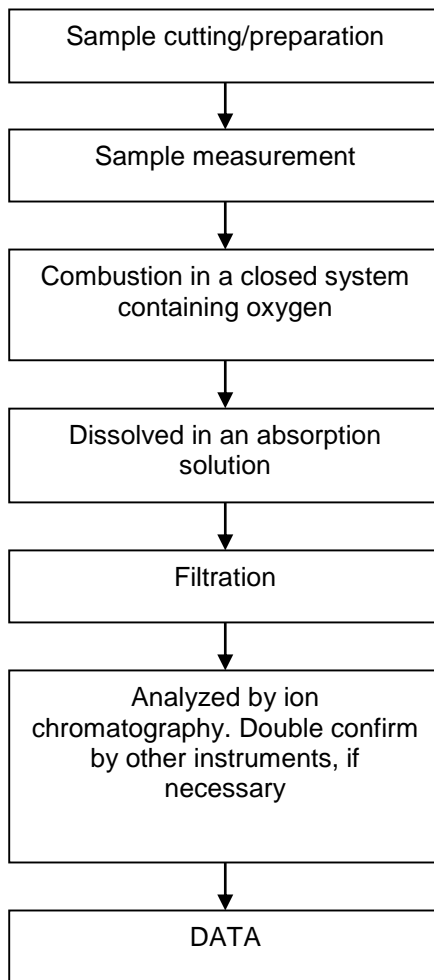 Sample cutting/preparation
Sample measurement
Combustion in a closed system
containing oxygen
Dissolved in an absorption
solution
Filtration
Analyzed by ion
chromatography. Double confirm
by other instruments, if
necessary
DATA